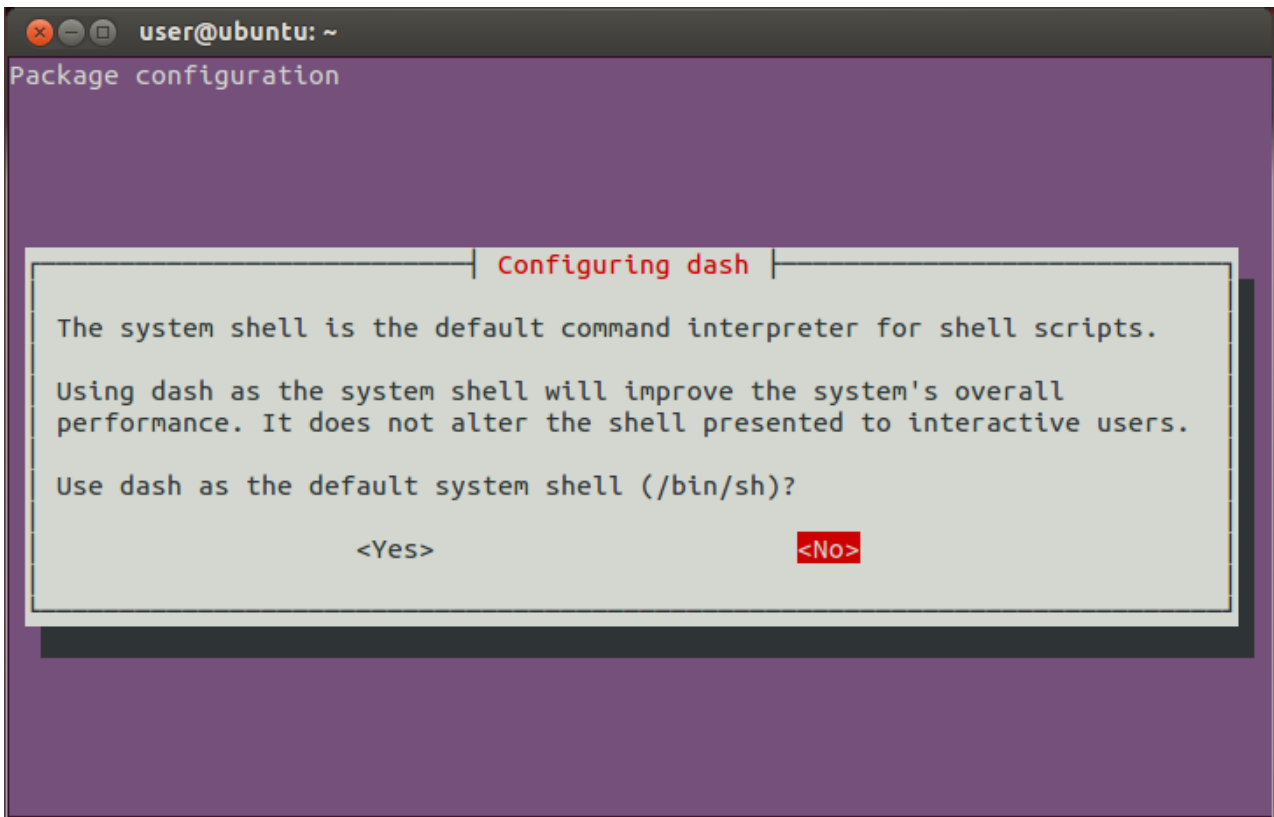 user@ubuntu: ~
Package configuration
Configuring dash
The system shell is the default command interpreter for shell scripts.
Using dash as the system shell will improve the system's overall
performance. It does not alter the shell presented to interactive users.
Use dash as the default system shell (/bin/sh)?
<Yes> <No>